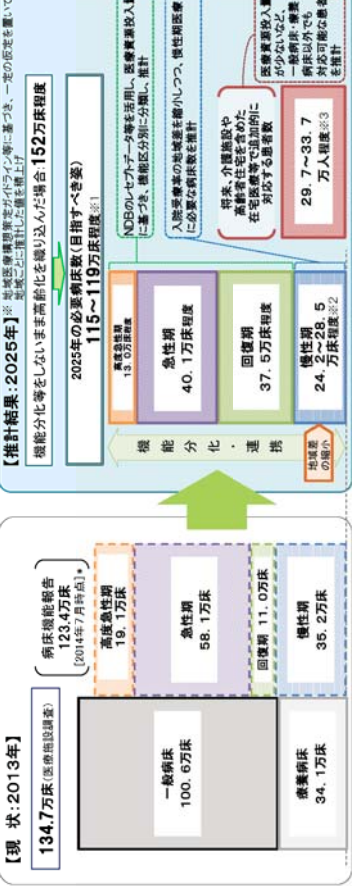 【現　状:2013年】
134.7万床(医療施設調査)
病床機能報告
123.4万床
[2014年7月時点]*
一般病床
100.6万床
療養病床
34.1万床
高度急性期
19.1万床
急性期
58.1万床
回復期 11.0万床
慢性期
35.2万床
【推計結果:2025年】※ 地域医療構想策定ガイドライン等に基づき、一定の仮定を置いて
地域ごとに推計した値を積上げ
機能分化等をしないまま高齢化を織り込んだ場合:152万床程度
2025年の必要病床数(目指すべき姿)
115～119万床程度※1
機能分化・連携
地域差
の縮小
高度急性期
13.0万床程度
急性期
40.1万床程度
回復期
37.5万床程度
慢性期
24.2～28.5
万床程度※2
NDBのレセプトデータ等を活用し、医療資源投入量
に基づき、機能区分別に分類し、推計
入院受療率の地域差を縮小しつつ、慢性期医療
に必要な病床数を推計
将来、介護施設や
高齢者住宅を含めた
在宅医療等で追加的に
対応する患者数
29.7～33.7
万人程度※3
医療資源投入量
が少ないなど
一般病床・療養
病床以外でも
対応可能な患者
を推計